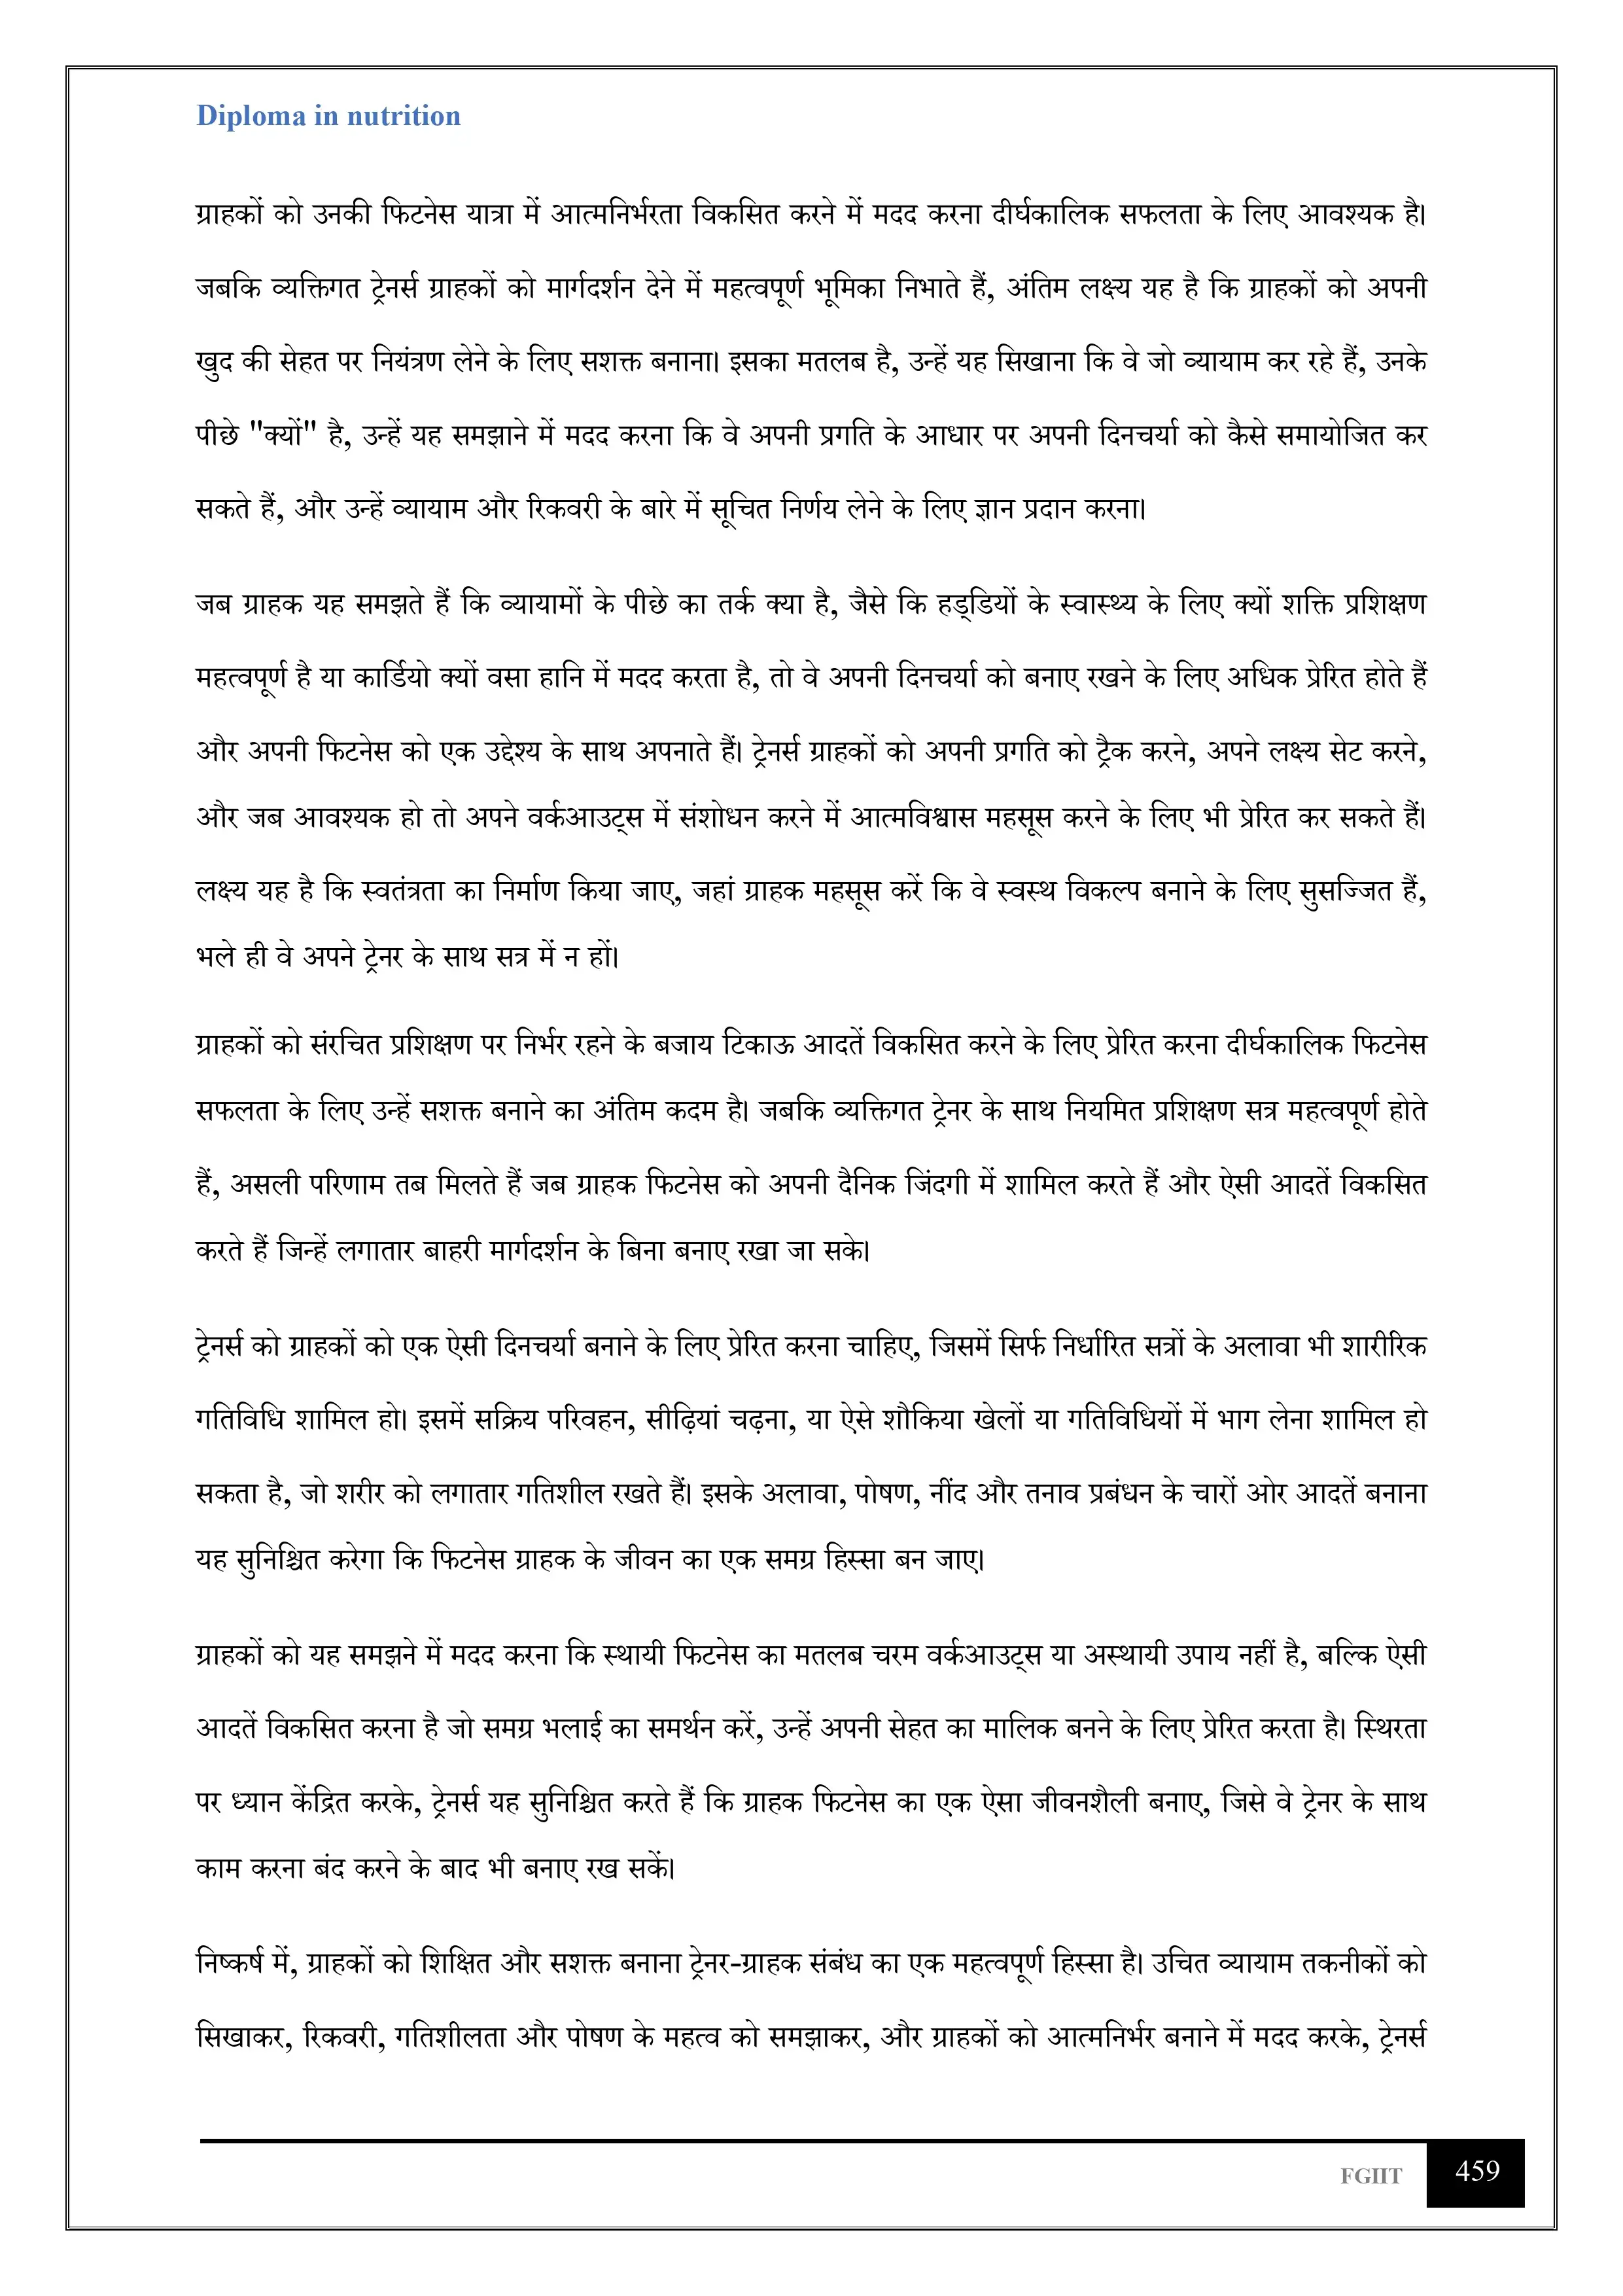 Diploma in nutrition
ग्राहकों को उनकी फिटनेस यात्रा में आत्मनिर्भरता विकसित करने में मदद करना दीर्घकालिक सफलता के लिए आवश्यक है।
जबकि व्यक्तिगत ट्रेनर्स ग्राहकों को मार्गदर्शन देने में महत्वपूर्ण भूमिका निभाते हैं, अंतिम लक्ष्य यह है कि ग्राहकों को अपनी
खुद की सेहत पर नियंत्रण लेने के लिए सशक्त बनाना। इसका मतलब है, उन्हें यह सिखाना कि वे जो व्यायाम कर रहे हैं, उनके
पीछे "क्यों" है, उन्हें यह समझाने में मदद करना कि वे अपनी प्रगति के आधार पर अपनी दिनचर्या को कैसे समायोजित कर
सकते हैं, और उन्हें व्यायाम और रिकवरी के बारे में सूचित निर्णय लेने के लिए ज्ञान प्रदान करना।
जब ग्राहक यह समझते हैं कि व्यायामों के पीछे का तर्क क्या है, जैसे कि हड्डियों के स्वास्थ्य के लिए क्यों शक्ति प्रशिक्षण
महत्वपूर्ण है या कार्डियो क्यों वसा हानि में मदद करता है, तो वे अपनी दिनचर्या को बनाए रखने के लिए अधिक प्रेरित होते हैं
और अपनी फिटनेस को एक उद्देश्य के साथ अपनाते हैं। ट्रेनर्स ग्राहकों को अपनी प्रगति को ट्रैक करने, अपने लक्ष्य सेट करने,
और जब आवश्यक हो तो अपने वर्कआउट्स में संशोधन करने में आत्मविश्वास महसूस करने के लिए भी प्रेरित कर सकते हैं।
लक्ष्य यह है कि स्वतंत्रता का निर्माण किया जाए, जहां ग्राहक महसूस करें कि वे स्वस्थ विकल्प बनाने के लिए सुसज्जित हैं,
भले ही वे अपने ट्रेनर के साथ सत्र में न हों।
ग्राहकों को संरचित प्रशिक्षण पर निर्भर रहने के बजाय टिकाऊ आदतें विकसित करने के लिए प्रेरित करना दीर्घकालिक फिटनेस
सफलता के लिए उन्हें सशक्त बनाने का अंतिम कदम है। जबकि व्यक्तिगत ट्रेनर के साथ नियमित प्रशिक्षण सत्र महत्वपूर्ण होते
हैं, असली परिणाम तब मिलते हैं जब ग्राहक फिटनेस को अपनी दैनिक जिंदगी में शामिल करते हैं और ऐसी आदतें विकसित
करते हैं जिन्हें लगातार बाहरी मार्गदर्शन के बिना बनाए रखा जा सके।
ट्रेनर्स को ग्राहकों को एक ऐसी दिनचर्या बनाने के लिए प्रेरित करना चाहिए, जिसमें सिर्फ निर्धारित सत्रों के अलावा भी शारीरिक
गतिविधि शामिल हो। इसमें सक्रिय परिवहन, सीढ़ियां चढ़ना, या ऐसे शौकिया खेलों या गतिविधियों में भाग लेना शामिल हो
सकता है, जो शरीर को लगातार गतिशील रखते हैं। इसके अलावा, पोषण, नींद और तनाव प्रबंधन के चारों ओर आदतें बनाना
यह सुनिश्चित करेगा कि फिटनेस ग्राहक के जीवन का एक समग्र हिस्सा बन जाए।
ग्राहकों को यह समझने में मदद करना कि स्थायी फिटनेस का मतलब चरम वर्कआउट्स या अस्थायी उपाय नहीं है, बल्कि ऐसी
आदतें विकसित करना है जो समग्र भलाई का समर्थन करें, उन्हें अपनी सेहत का मालिक बनने के लिए प्रेरित करता है। स्थिरता
पर ध्यान केंद्रित करके, ट्रेनर्स यह सुनिश्चित करते हैं कि ग्राहक फिटनेस का एक ऐसा जीवनशैली बनाए, जिसे वे ट्रेनर के साथ
काम करना बंद करने के बाद भी बनाए रख सकें।
निष्कर्ष में, ग्राहकों को शिक्षित और सशक्त बनाना ट्रेनर-ग्राहक संबंध का एक महत्वपूर्ण हिस्सा है। उचित व्यायाम तकनीकों को
सिखाकर, रिकवरी, गतिशीलता और पोषण के महत्व को समझाकर, और ग्राहकों को आत्मनिर्भर बनाने में मदद करके, ट्रेनर्स
FGIIT 459